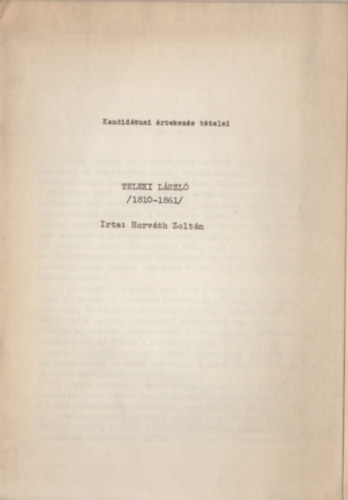 Kandidátusi értekezés tételei
TELEKI LÁSZLÓ
/1810-1861/
Irta: Horváth Zoltán